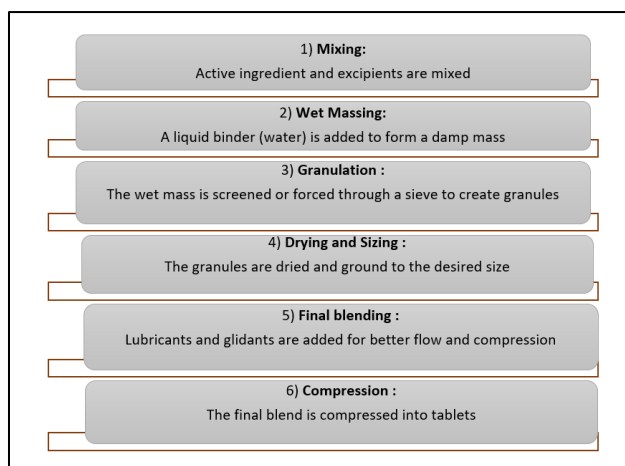 1) Mixing:
Active ingredient and excipients are mixed
2) Wet Massing:
A liquid binder (water) is added to form a damp mass
3) Granulation :
The wet mass is screened or forced through a sieve to create granules
4) Drying and Sizing :
The granules are dried and ground to the desired size
5) Final blending :
Lubricants and glidants are added for better flow and compression
6) Compression :
The final blend is compressed into tablets